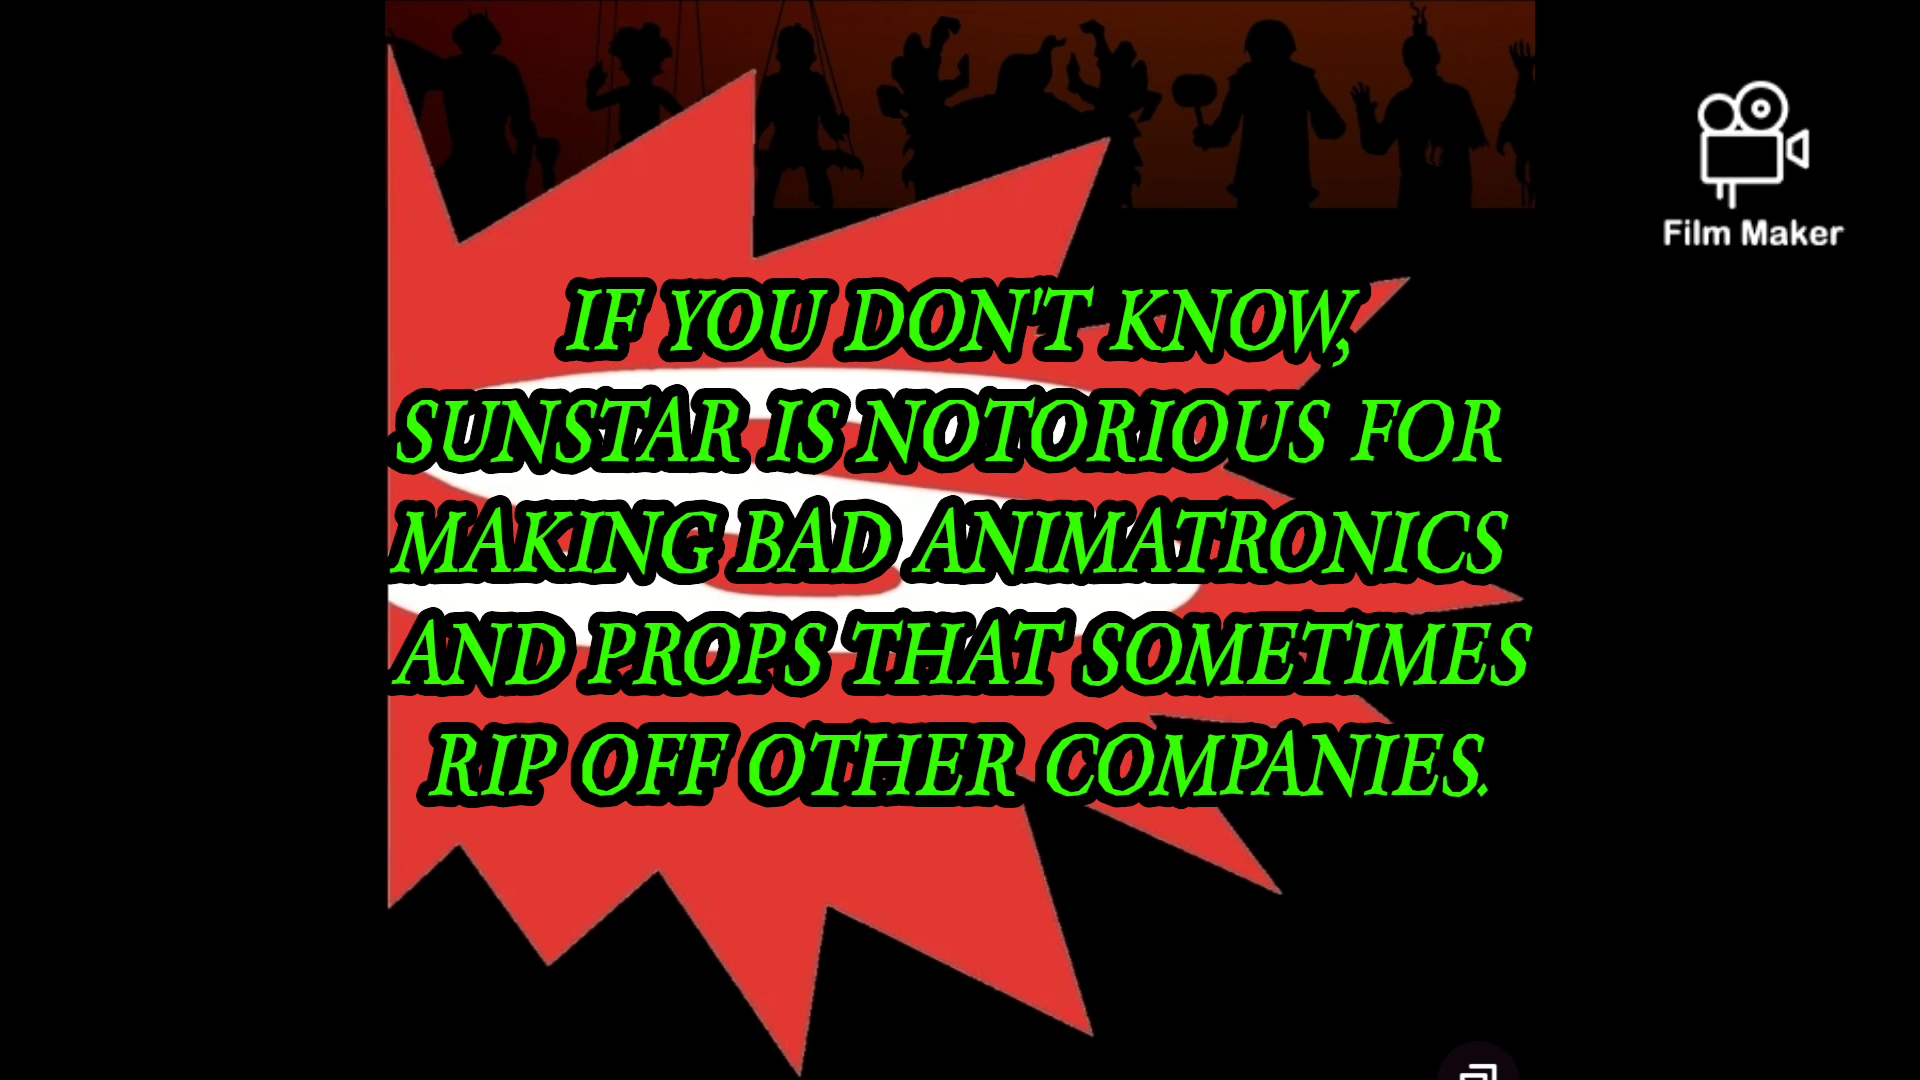 Film Maker
IF YOU DON'T KNOW,
SUNSTAR IS NOTORIOUS FOR
MAKING BAD ANIMATRONICS
AND PROPS THAT SOMETIMES
RIP OFF OTHER COMPANIES.